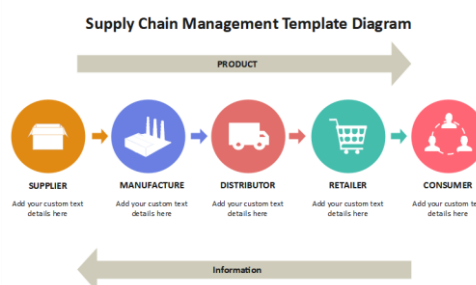 Supply Chain Management Template Diagram
PRODUCT
SUPPLIER
Add your custom text
details here
MANUFACTURE
Add your custom text
details here
DISTRIBUTOR
Add your custom text
details here
RETAILER
Add your custom text
details here
CONSUMER
Add your custom te
details here
Information